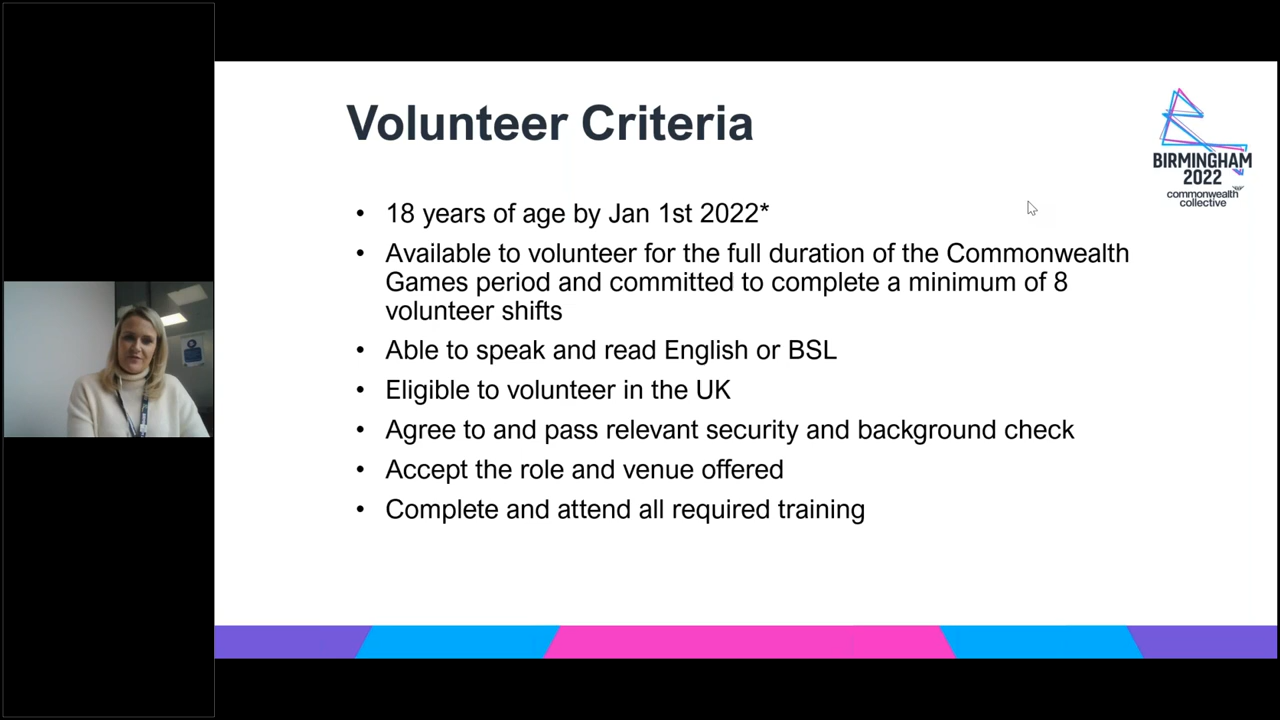 Volunteer Criteria
BIRMINGHAM
2022
commonwealth
collective
• 18 years of age by Jan 1st 2022*
• Available to volunteer for the full duration of the Commonwealth
Games period and committed to complete a minimum of 8
volunteer shifts
• Able to speak and read English or BSL
• Eligible to volunteer in the UK
• Agree to and pass relevant security and background check
• Accept the role and venue offered
• Complete and attend all required training